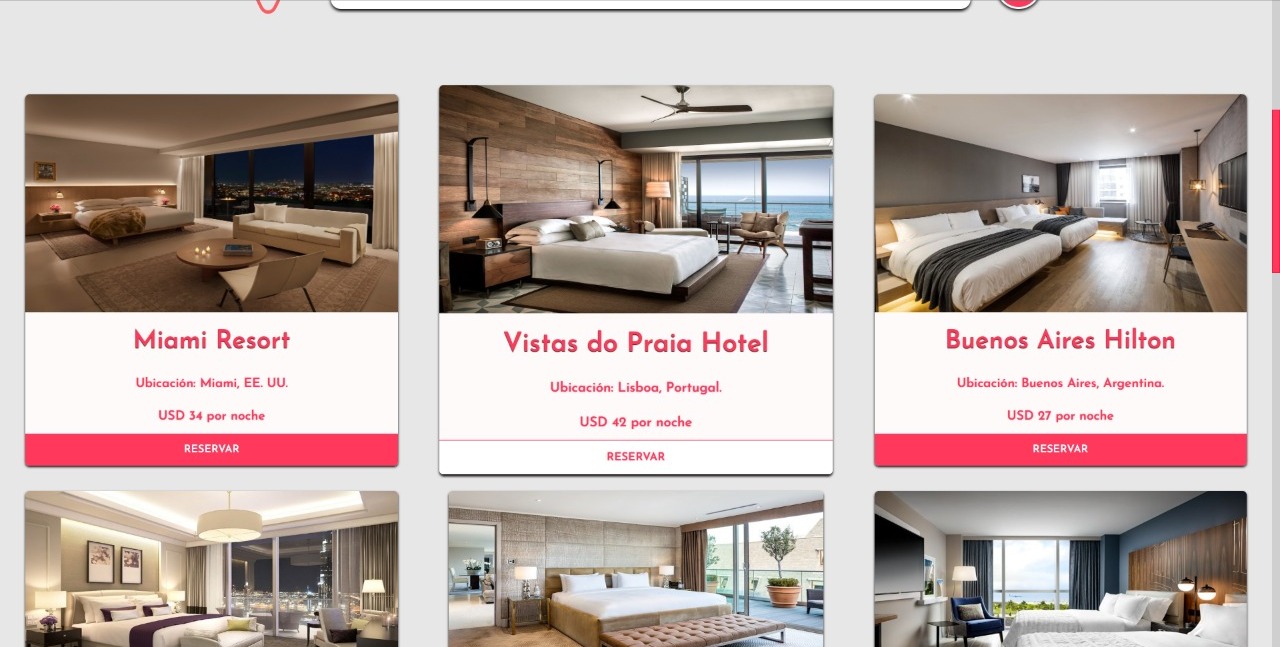 Miami Resort
Ubicación: Miami, EE. UU.
USD 34 por noche
RESERVAR
Vistas do Praia Hotel
Ubicación: Lisboa, Portugal.
USD 42 por noche
RESERVAR
Buenos Aires Hilton
Ubicación: Buenos Aires, Argentina.
USD 27 por noche
RESERVAR